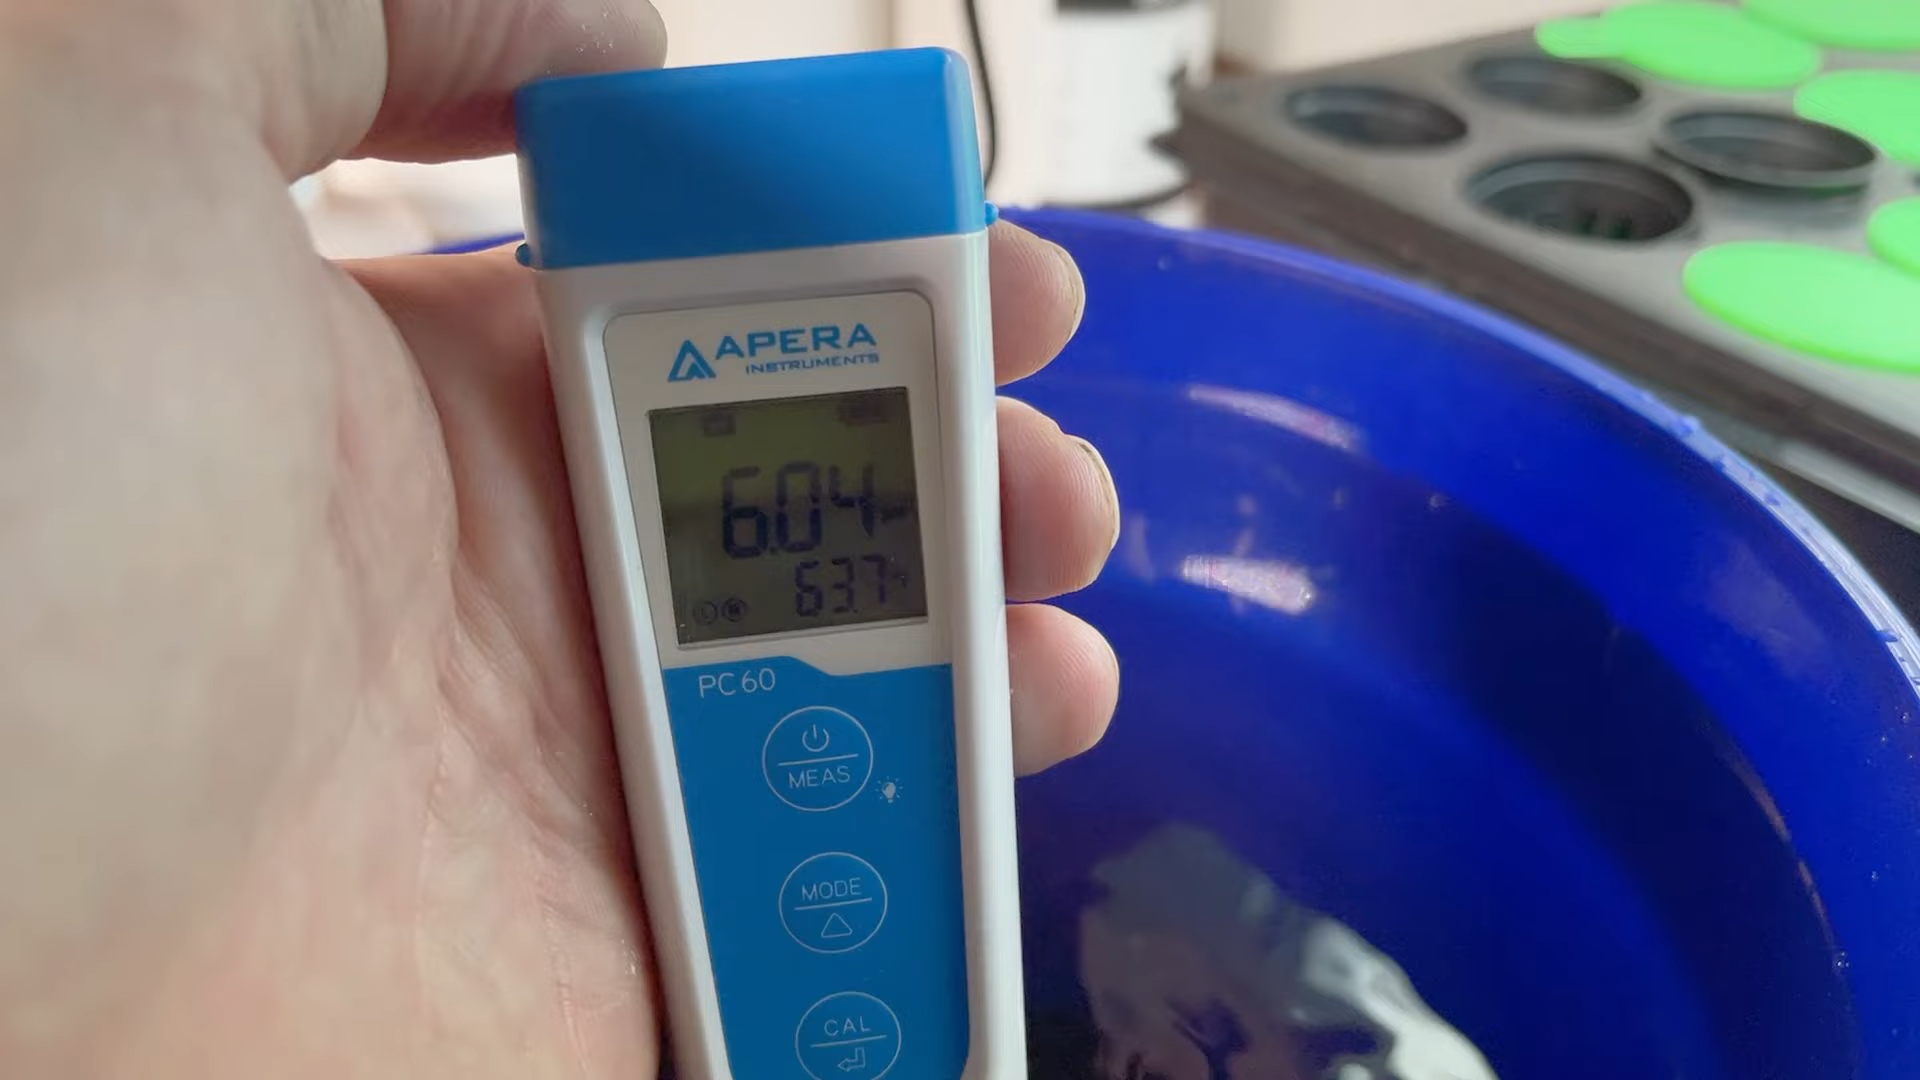 APERA
INSTRUMENTS
6.04
63.7
PC60
MEAS
MODE
CAL